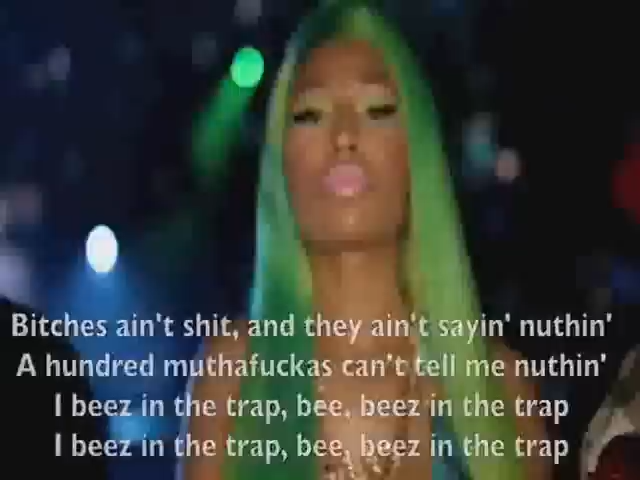 Bitches ain't shit, and they ain't sayin' nuthin'
A hundred muthafuckas can't tell me nuthin'
I beez in the trap, bee, beez in the trap
I beez in the trap, bee, beez in the trap